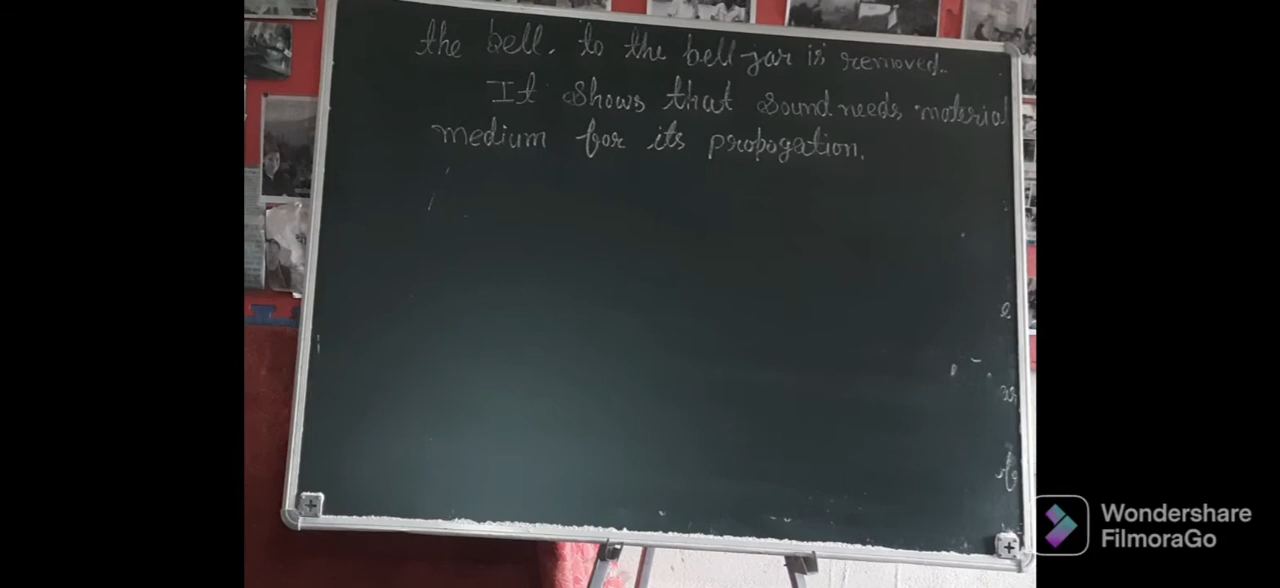 the bell. to the bell-jar is removed.
It shows that sound needs material
medium for its propagation.
Wondershare
FilmoraGo